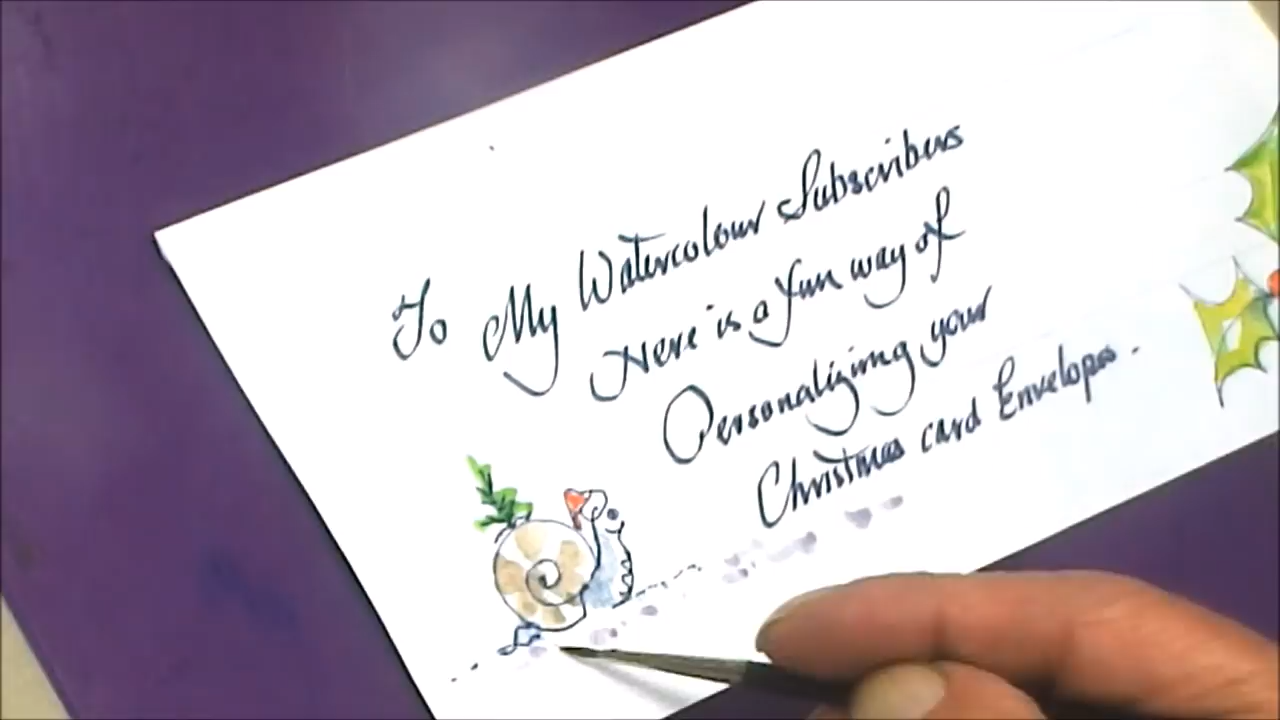 To My Watercolour Subscribers
Here is a fun way of
Personalizing your
Christmas card Envelopes.